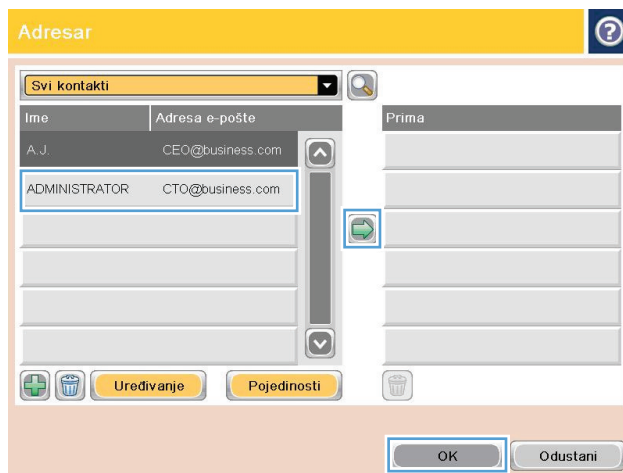 Adresar
?
Svi kontakti
Ime Adresa e-pošte Prima
A.J. CEO@business.com
ADMINISTRATOR CTO@business.com
Uređivanje Pojedinosti
OK Odustani